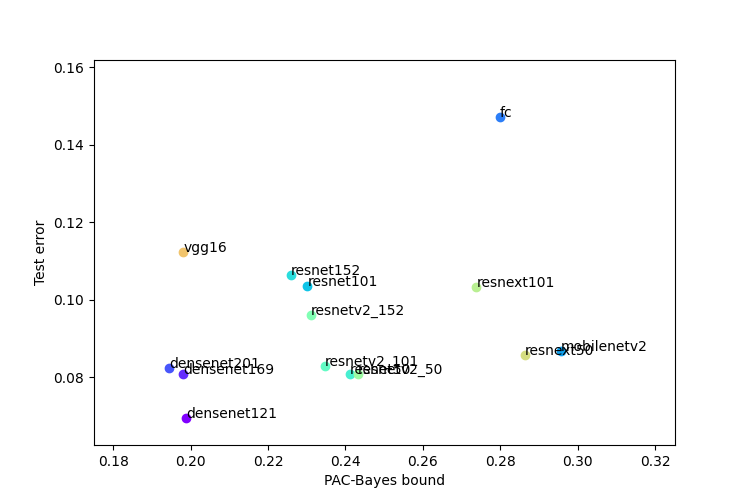 0.16
fc
0.14
0.12
vgg16
Test error
resnet152
resnet101
resnext101
0.10
resnetv2_152
mobilenetv2
resnext50
resnetv2_101
densenet201
densenet169
0.08
densenet121
0.18 0.20 0.22 0.24 0.26 0.28 0.30 0.32
PAC-Bayes bound